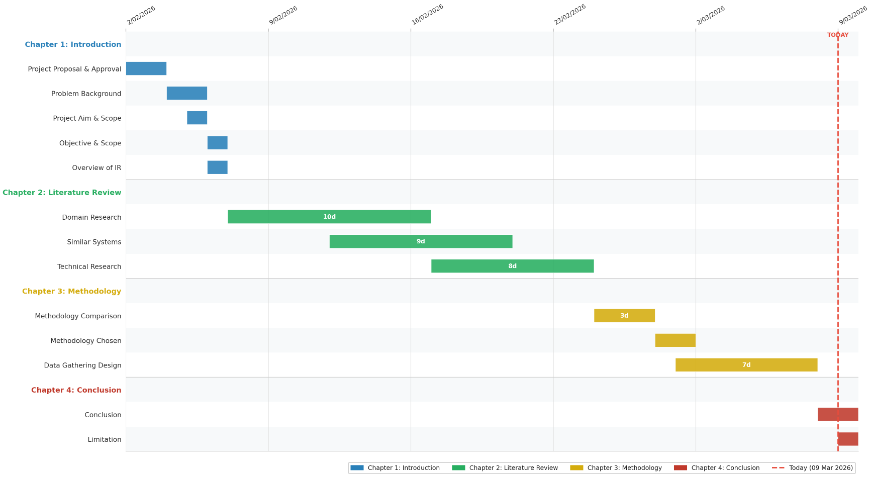 2/02/2026
9/02/2026
16/02/2026
23/02/2026
2/03/2026
9/03/2026
TODAY
Chapter 1: Introduction
Project Proposal & Approval
Problem Background
Project Aim & Scope
Objective & Scope
Overview of IR
Chapter 2: Literature Review
Domain Research
10d
Similar Systems
9d
Technical Research
8d
Chapter 3: Methodology
Methodology Comparison
3d
Methodology Chosen
Data Gathering Design
7d
Chapter 4: Conclusion
Conclusion
Limitation
Chapter 1: Introduction
Chapter 2: Literature Review
Chapter 3: Methodology
Chapter 4: Conclusion
Today (09 Mar 2026)